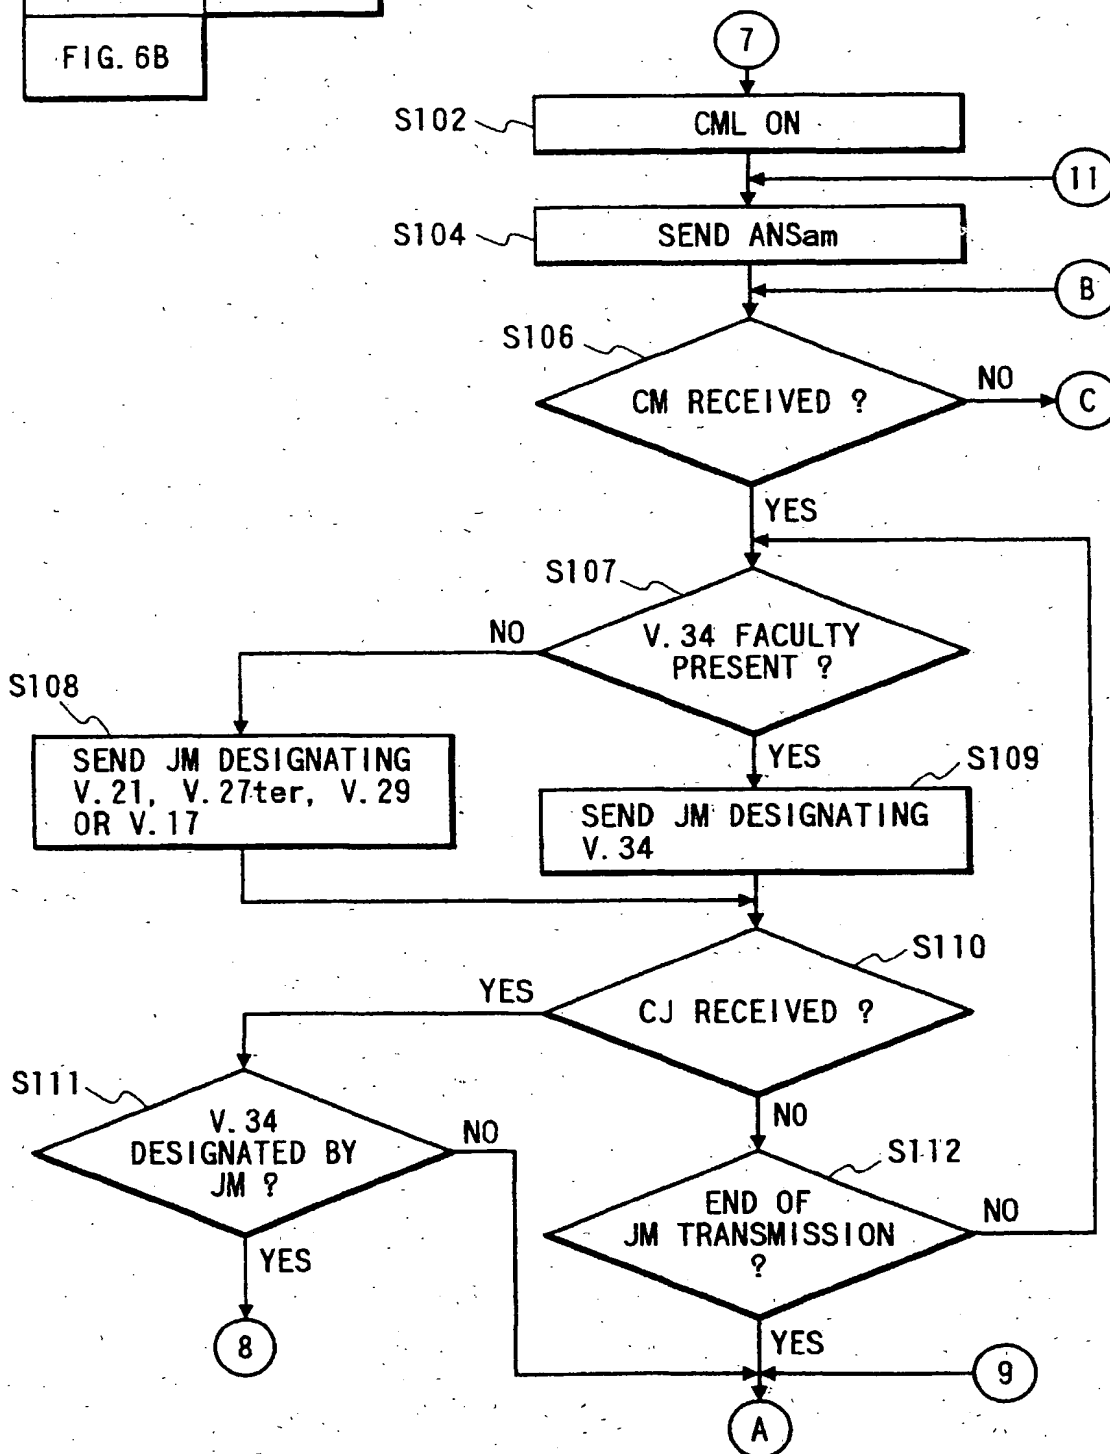 FIG. 6B
7
S102
CML ON
11
S104
SEND ANSam
B
S106
CM RECEIVED ?
NO
C
YES
S107
V. 34 FACULTY
PRESENT ?
NO
S108
SEND JM DESIGNATING
V. 21, V. 27ter, V. 29
OR V. 17
YES
S109
SEND JM DESIGNATING
V. 34
S110
CJ RECEIVED ?
YES
S111
V. 34
DESIGNATED BY
JM ?
NO
NO
S112
END OF
JM TRANSMISSION
?
NO
YES
8
YES
9
A